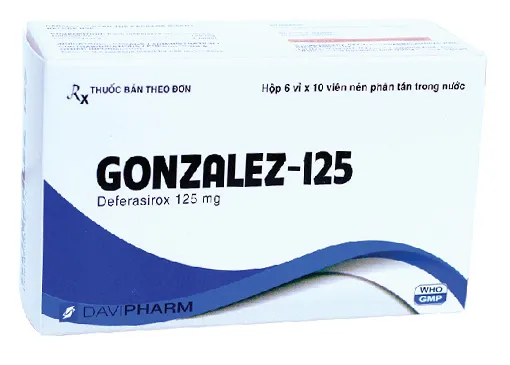 Rx THUỐC BÁN THEO ĐƠN
Hộp 6 vỉ x 10 viên nén phân tán trong nước
GONZALEZ-125
Deferasirox 125 mg
DAVIPHARM
WHO
GMP